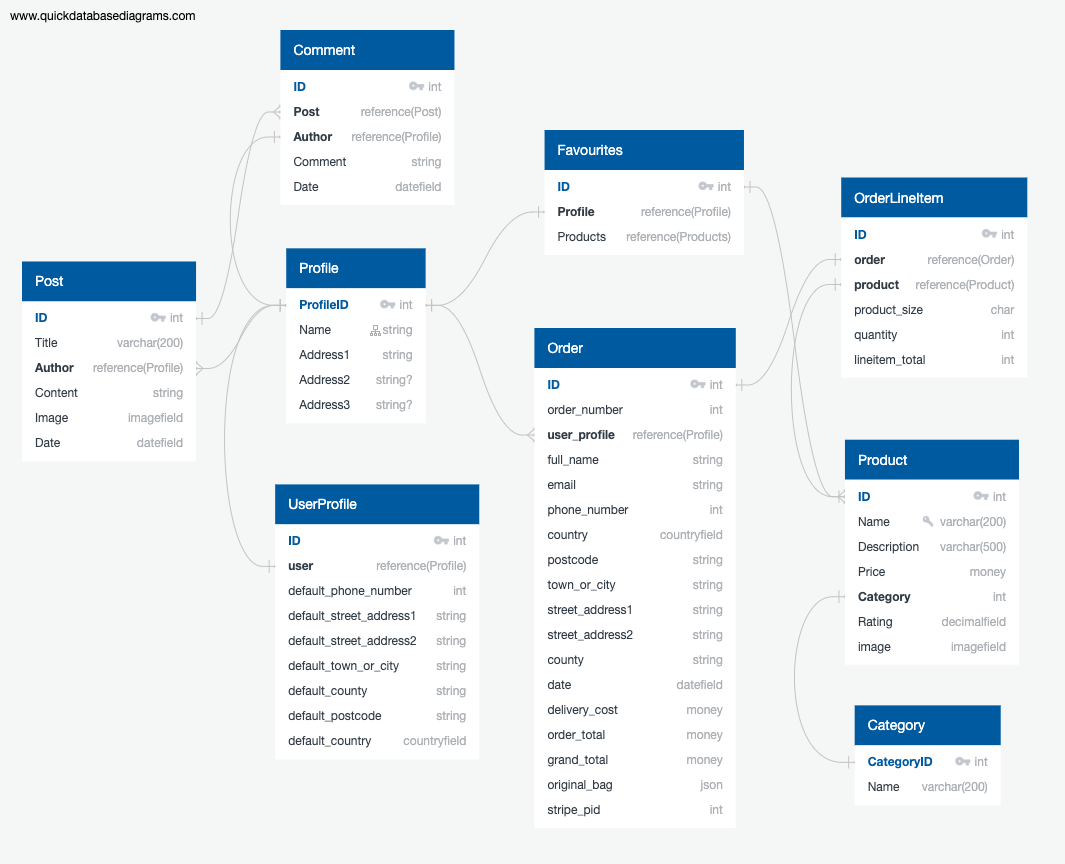 www.quickdatabasediagrams.com
Comment
ID int
Post reference(Post)
Author reference(Profile)
Comment string
Date datefield
Favourites
ID int
Profile reference(Profile)
Products reference(Products)
OrderLineItem
ID int
order reference(Order)
product reference(Product)
product_size char
quantity int
lineitem_total int
Post
ID int
Title varchar(200)
Author reference(Profile)
Content string
Image imagefield
Date datefield
Profile
ProfileID int
Name string
Address1 string
Address2 string?
Address3 string?
Order
ID int
order_number int
user_profile reference(Profile)
full_name string
email string
phone_number int
country countryfield
postcode string
town_or_city string
street_address1 string
street_address2 string
county string
date datefield
delivery_cost money
order_total money
grand_total money
original_bag json
stripe_pid int
UserProfile
ID int
user reference(Profile)
default_phone_number int
default_street_address1 string
default_street_address2 string
default_town_or_city string
default_county string
default_postcode string
default_country countryfield
Product
ID int
Name varchar(200)
Description varchar(500)
Price money
Category int
Rating decimalfield
image imagefield
Category
CategoryID int
Name varchar(200)